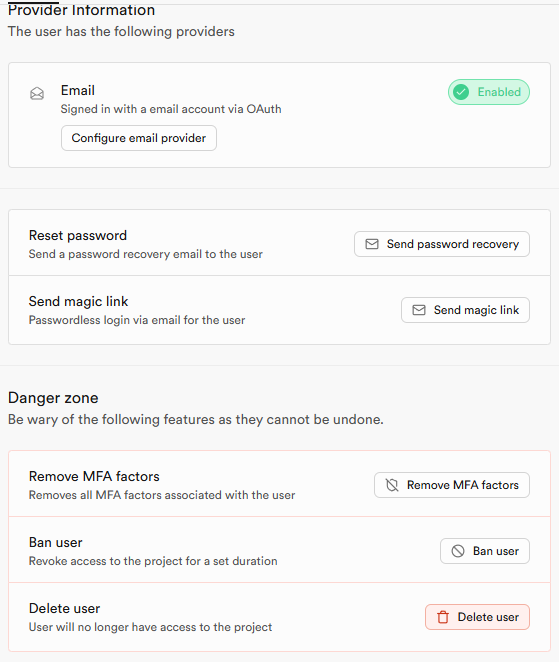 Provider Information
The user has the following providers
Email
Signed in with a email account via OAuth
Enabled
Configure email provider
Reset password
Send a password recovery email to the user
Send password recovery
Send magic link
Passwordless login via email for the user
Send magic link
Danger zone
Be wary of the following features as they cannot be undone.
Remove MFA factors
Removes all MFA factors associated with the user
Remove MFA factors
Ban user
Revoke access to the project for a set duration
Ban user
Delete user
User will no longer have access to the project
Delete user